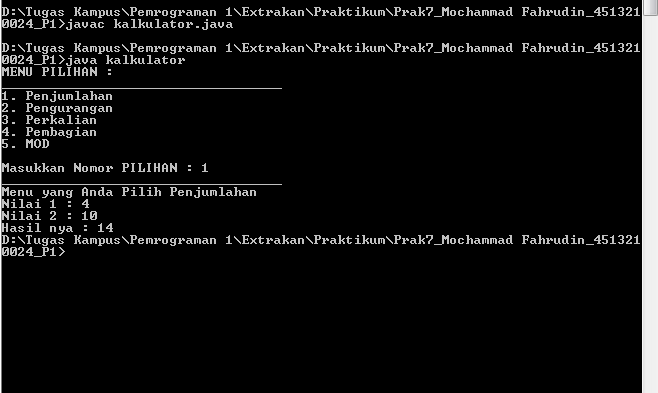 D:\Tugas Kampus\Pemrograman 1\Extrakan\Praktikum\Prak7_Mochammad Fahrudin_451321
0024_P1>javac kalkulator.java
D:\Tugas Kampus\Pemrograman 1\Extrakan\Praktikum\Prak7_Mochammad Fahrudin_451321
0024_P1>java kalkulator
MENU PILIHAN :
___________________________________
1. Penjumlahan
2. Pengurangan
3. Perkalian
4. Pembagian
5. MOD
Masukkan Nomor PILIHAN : 1
___________________________________
Menu yang Anda Pilih Penjumlahan
Nilai 1 : 4
Nilai 2 : 10
Hasil nya : 14
D:\Tugas Kampus\Pemrograman 1\Extrakan\Praktikum\Prak7_Mochammad Fahrudin_451321
0024_P1>